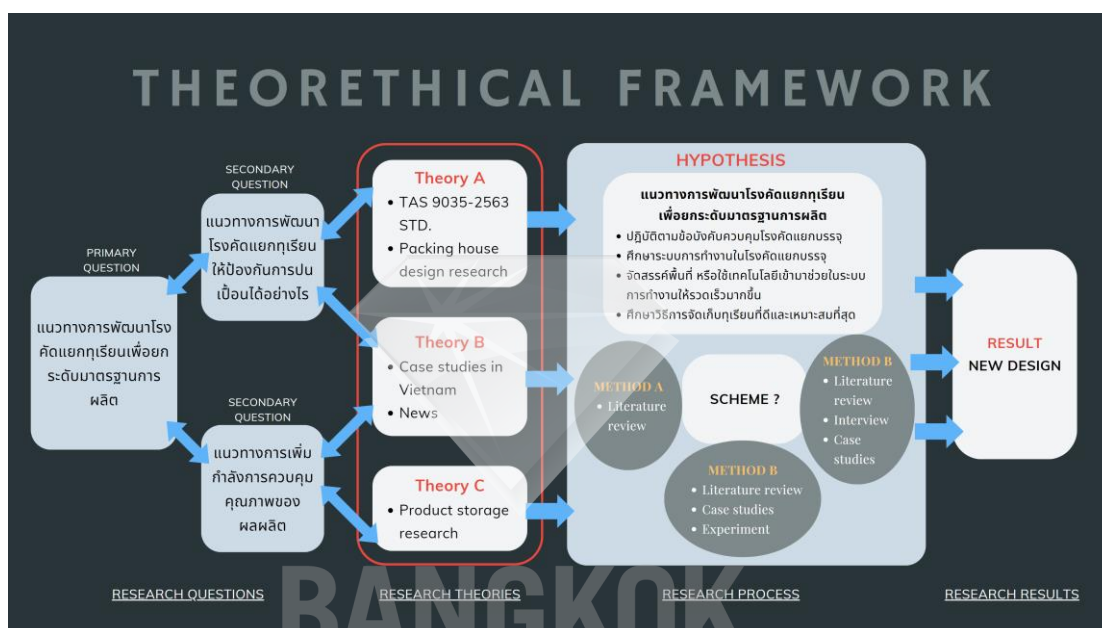 THEORETHICAL FRAMEWORK
PRIMARY
QUESTION
แนวทางการพัฒนาโรง
คัดแยกทุเรียนเพื่อยก
ระดับมาตรฐานการ
ผลิต
SECONDARY
QUESTION
แนวทางการพัฒนา
โรงคัดแยกทุเรียน
ให้ป้องกันการปน
เปื้อนได้อย่างไร
SECONDARY
QUESTION
แนวทางการเพิ่ม
กำลังการควบคุม
คุณภาพของ
ผลผลิต
Theory A
• TAS 9035-2563
STD.
• Packing house
design research
Theory B
• Case studies in
Vietnam
• News
Theory C
• Product storage
research
HYPOTHESIS
แนวทางการพัฒนาโรงคัดแยกทุเรียน
เพื่อยกระดับมาตรฐานการผลิต
• ปฏิบัติตามข้อบังคับควบคุมโรงคัดแยกบรรจุ
• ศึกษาระบบการทำงานในโรงคัดแยกบรรจุ
• จัดสรรค์พื้นที่ หรือใช้เทคโนโลยีเข้ามาช่วยในระบบ
การทำงานให้รวดเร็วมากขึ้น
• ศึกษาวิธีการจัดเก็บทุเรียนที่ดีและเหมาะสมที่สุด
METHOD A
• Literature
review
SCHEME ?
METHOD B
• Literature
review
• Interview
• Case
studies
METHOD B
• Literature review
• Case studies
• Experiment
RESULT
NEW DESIGN
RESEARCH QUESTIONS
RESEARCH THEORIES
RESEARCH PROCESS
RESEARCH RESULTS
BANGKOK